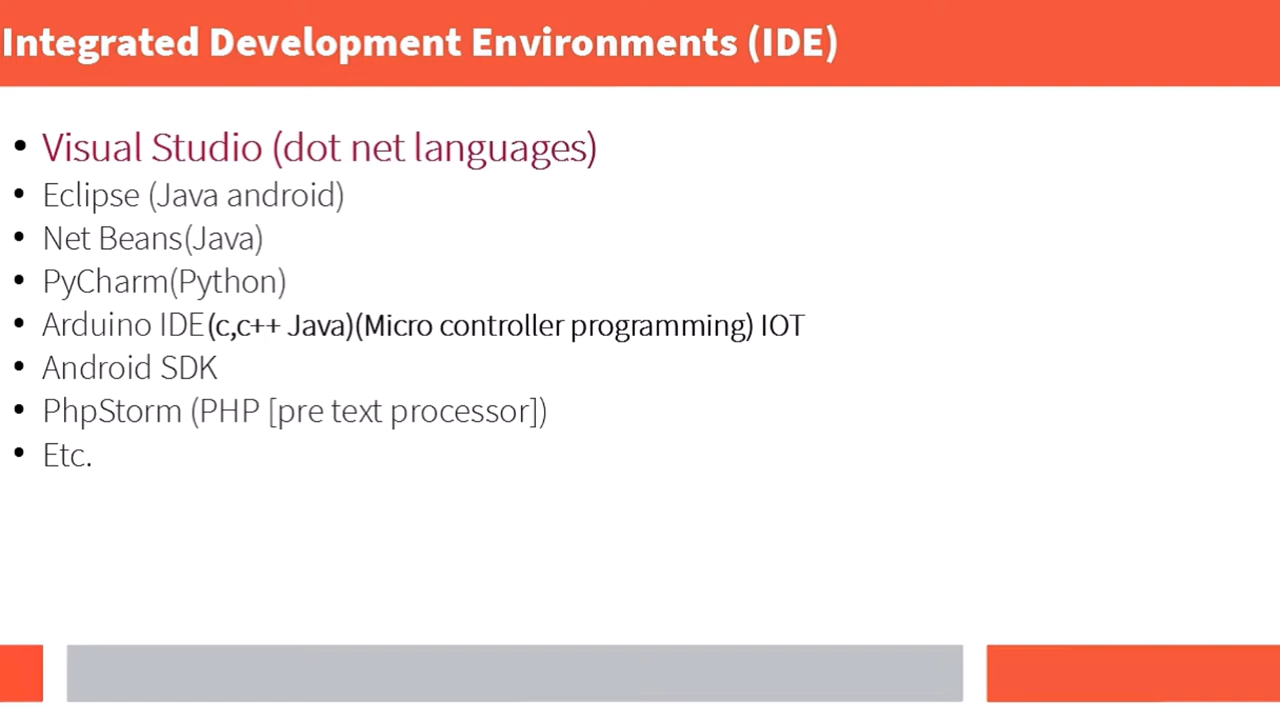 Integrated Development Environments (IDE)
• Visual Studio (dot net languages)
• Eclipse (Java android)
• Net Beans(Java)
• PyCharm(Python)
• Arduino IDE(c,c++ Java)(Micro controller programming) IOT
• Android SDK
• PhpStorm (PHP [pre text processor])
• Etc.